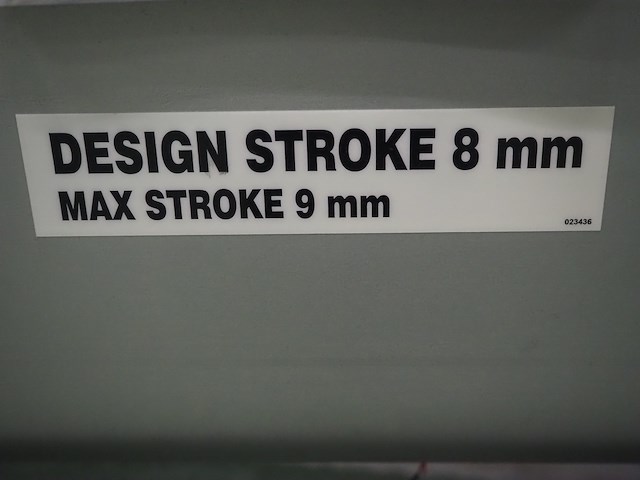 DESIGN STROKE 8 mm
MAX STROKE 9 mm
023436